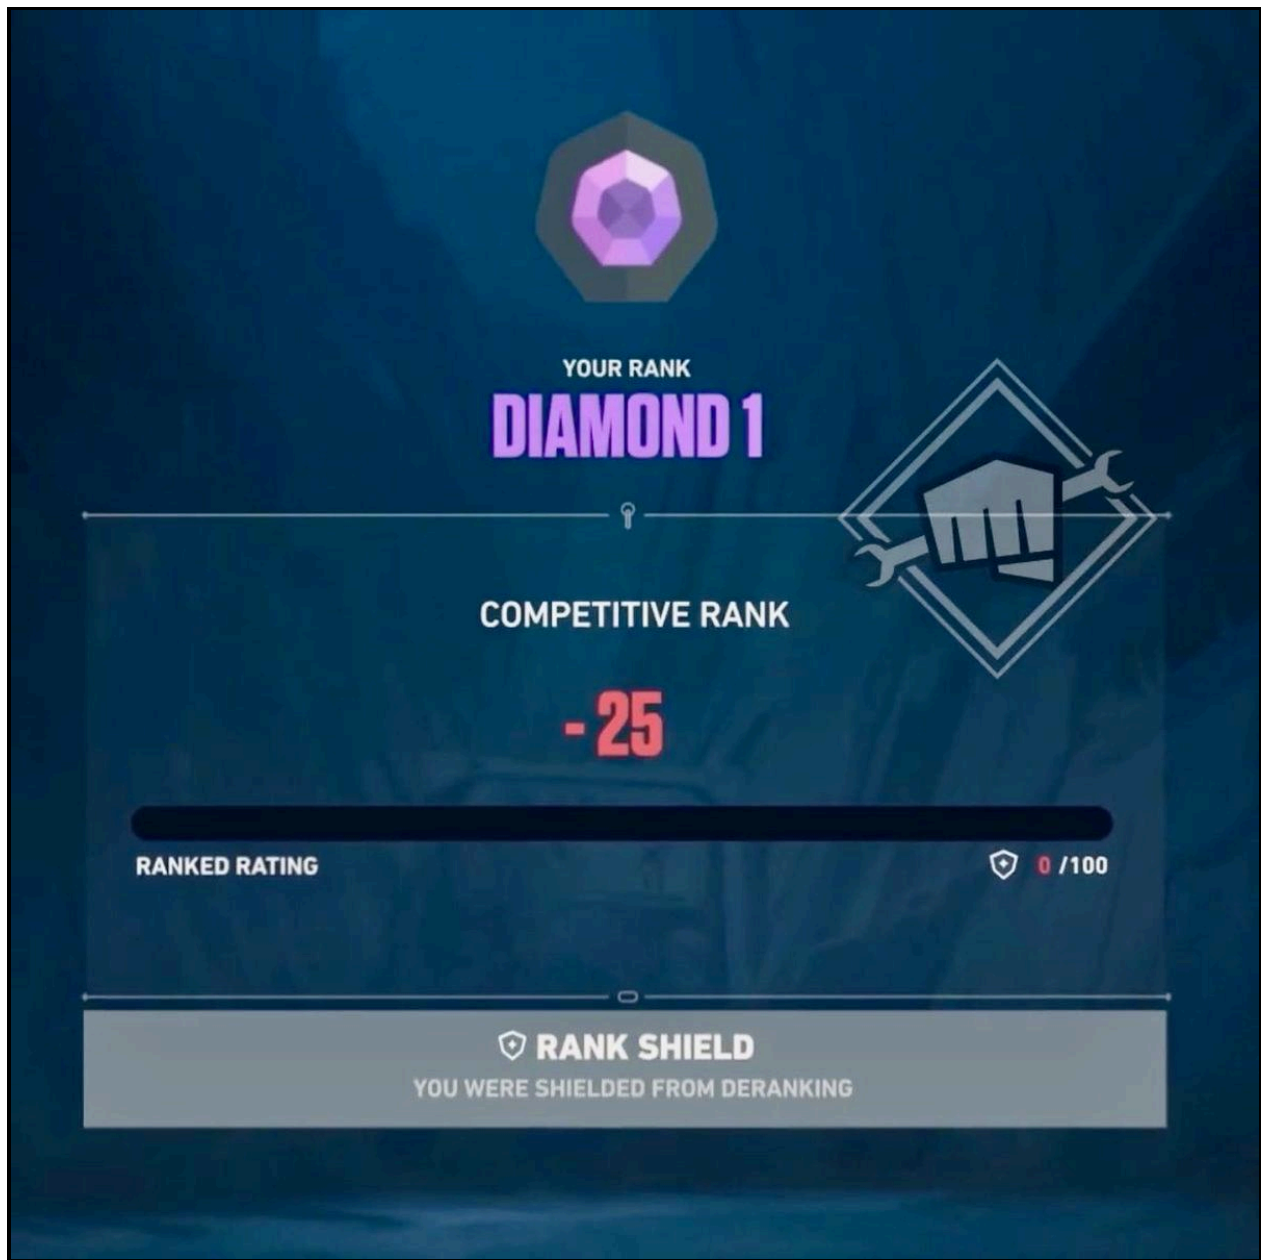 YOUR RANK
DIAMOND 1
COMPETITIVE RANK
- 25
RANKED RATING
0 /100
RANK SHIELD
YOU WERE SHIELDED FROM DERANKING